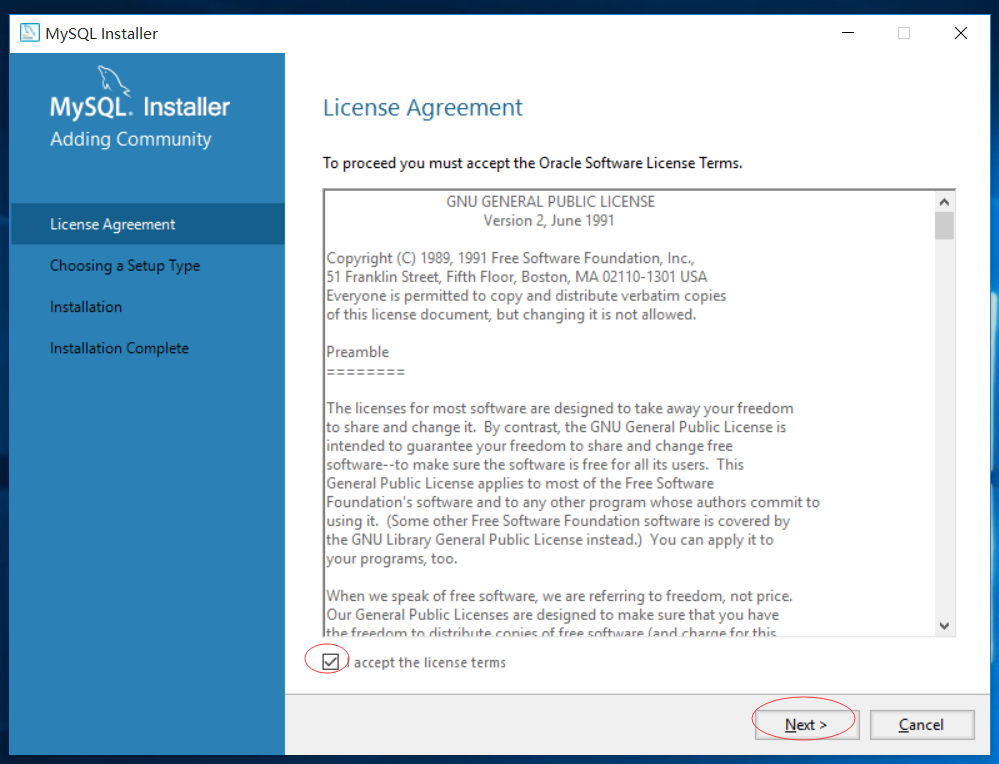 MySQL Installer
MySQL. Installer
Adding Community
License Agreement
Choosing a Setup Type
Installation
Installation Complete
License Agreement
To proceed you must accept the Oracle Software License Terms.
GNU GENERAL PUBLIC LICENSE
Version 2, June 1991
Copyright (C) 1989, 1991 Free Software Foundation, Inc.,
51 Franklin Street, Fifth Floor, Boston, MA 02110-1301 USA
Everyone is permitted to copy and distribute verbatim copies
of this license document, but changing it is not allowed.
Preamble
========
The licenses for most software are designed to take away your freedom
to share and change it.  By contrast, the GNU General Public License is
intended to guarantee your freedom to share and change free
software--to make sure the software is free for all its users.  This
General Public License applies to most of the Free Software
Foundation's software and to any other program whose authors commit to
using it.  (Some other Free Software Foundation software is covered by
the GNU Library General Public License instead.)  You can apply it to
your programs, too.
When we speak of free software, we are referring to freedom, not price.
Our General Public Licenses are designed to make sure that you have
the freedom to distribute copies of free software (and charge for this
I accept the license terms
Next >
Cancel